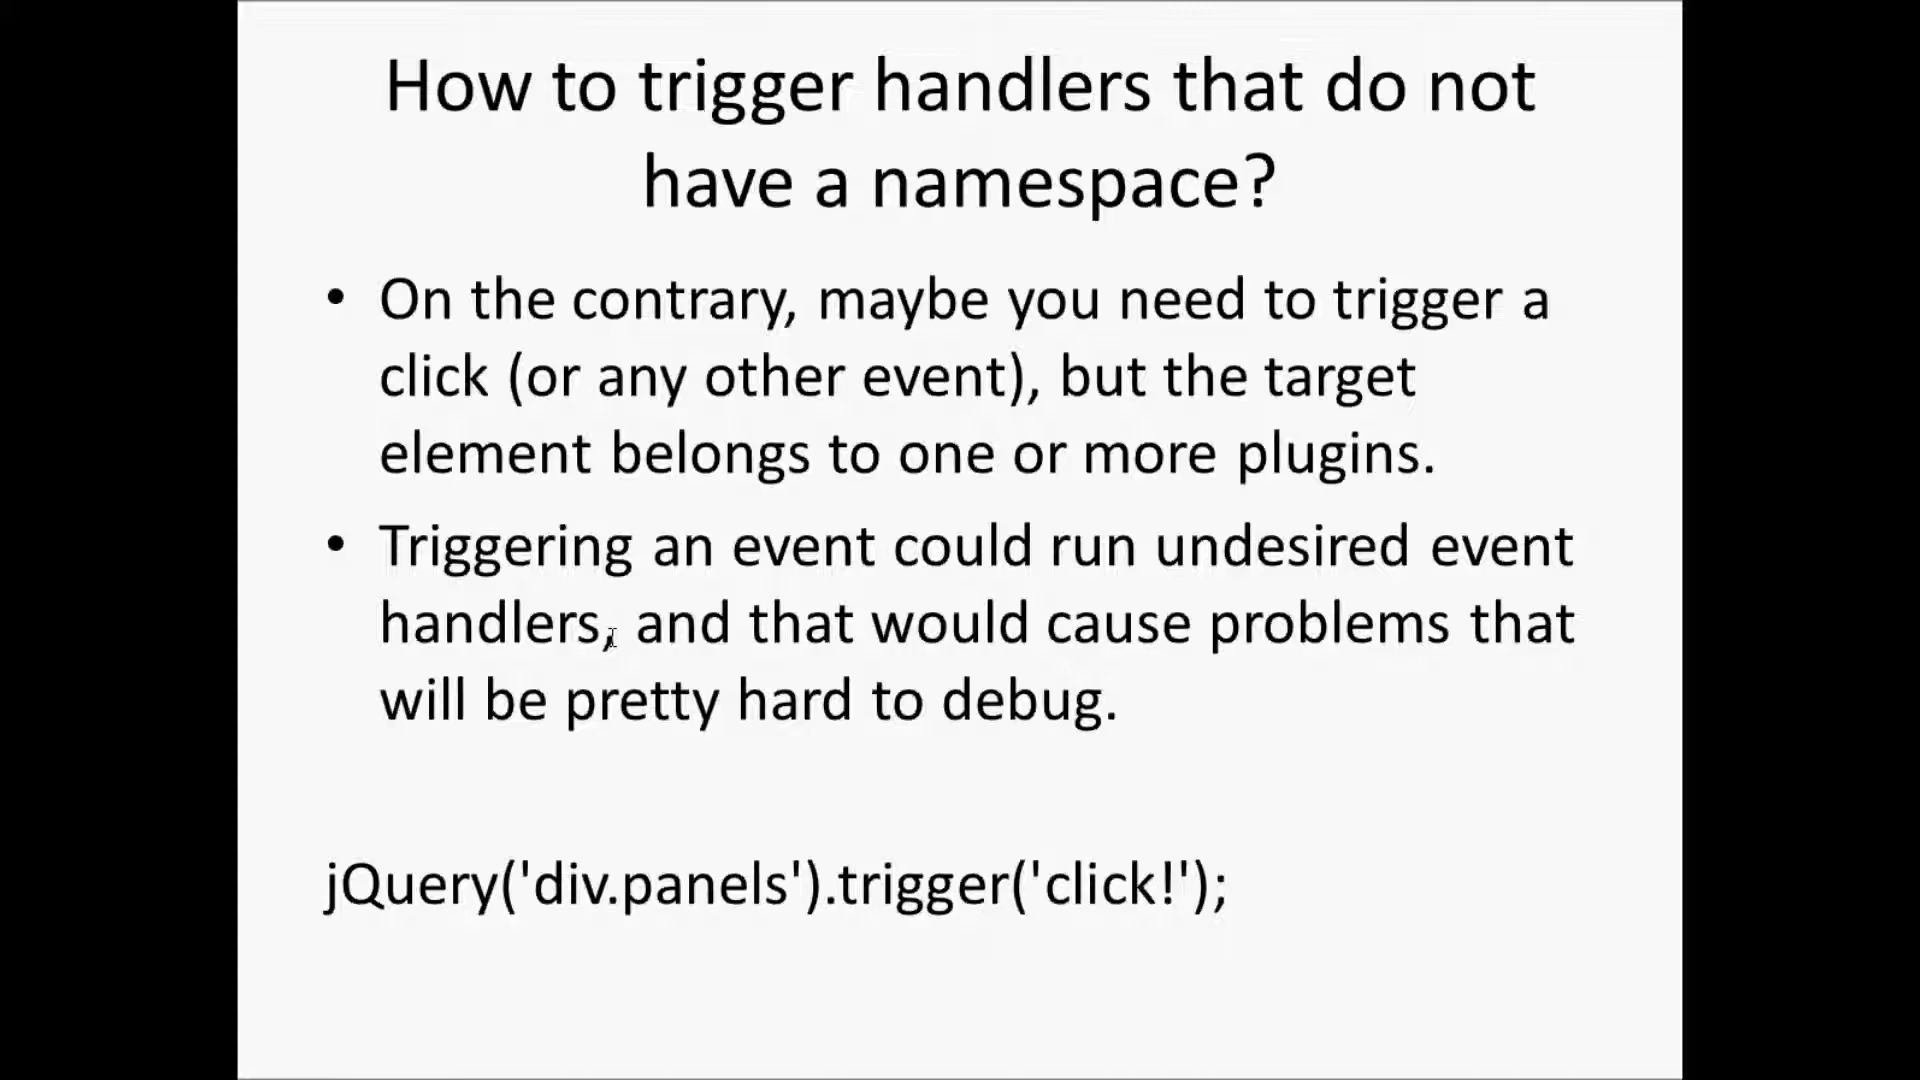 How to trigger handlers that do not
have a namespace?
• On the contrary, maybe you need to trigger a
click (or any other event), but the target
element belongs to one or more plugins.
• Triggering an event could run undesired event
handlers, and that would cause problems that
will be pretty hard to debug.
jQuery('div.panels').trigger('click!');